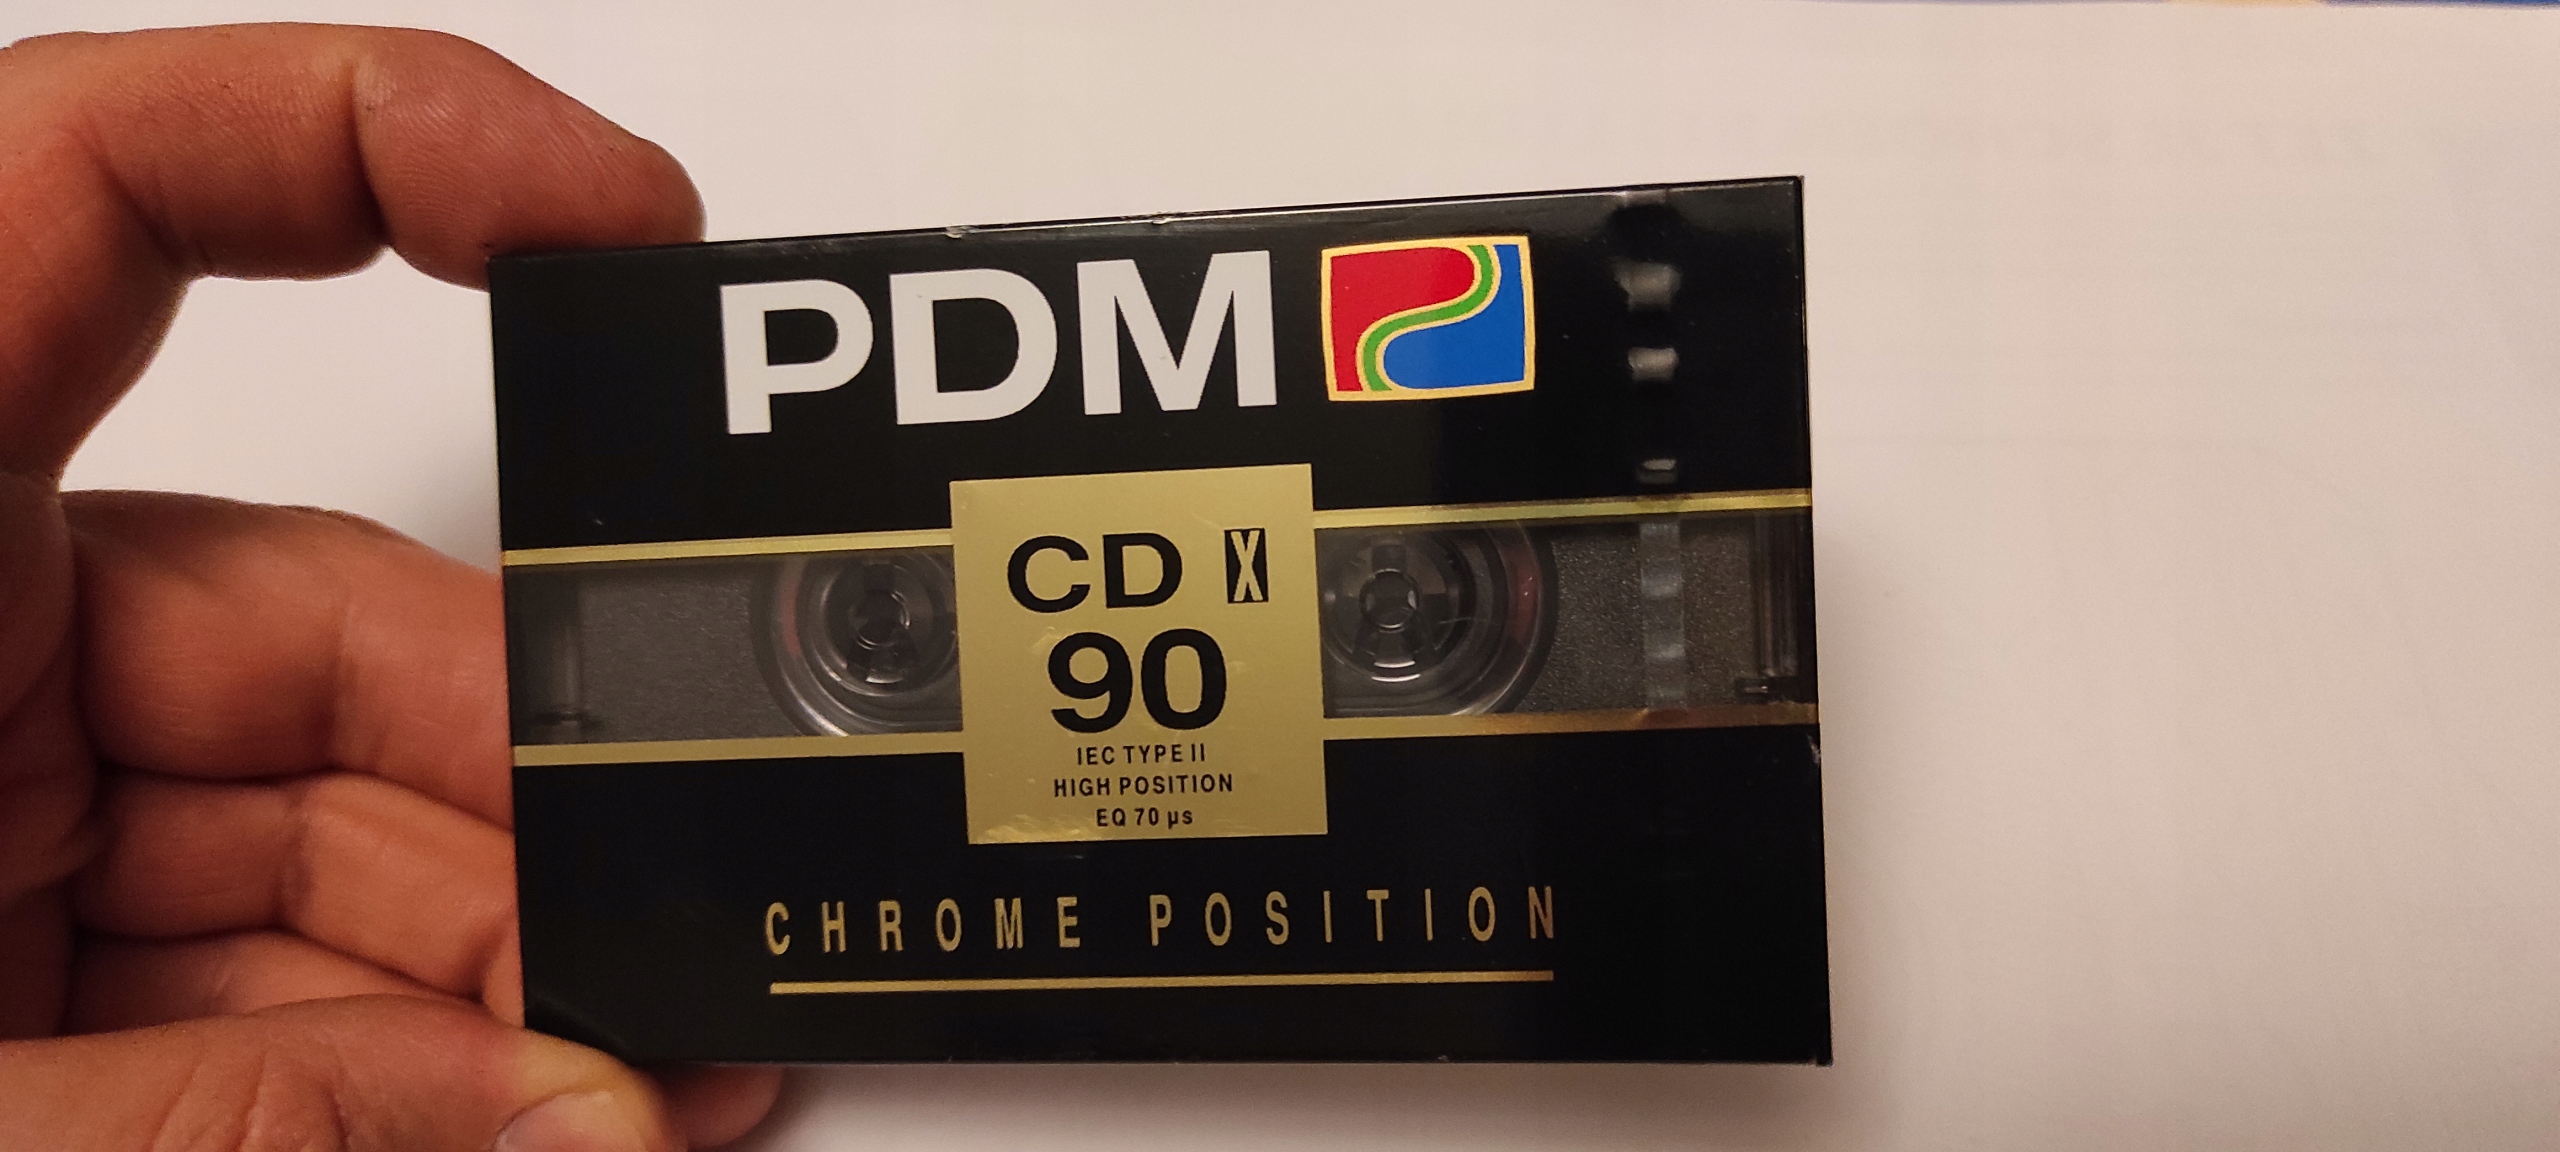 PDM
CD X
90
IEC TYPE II
HIGH POSITION
EQ 70 µs
CHROME POSITION